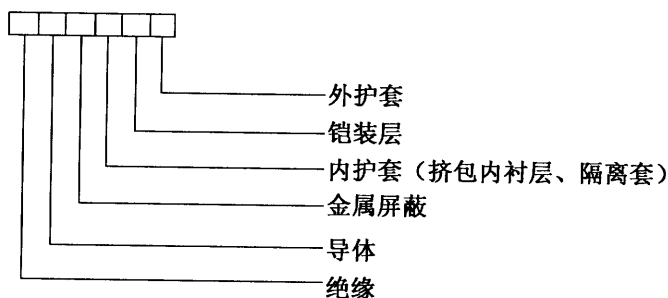 外护套
铠装层
内护套（挤包内衬层、隔离套）
金属屏蔽
导体
绝缘